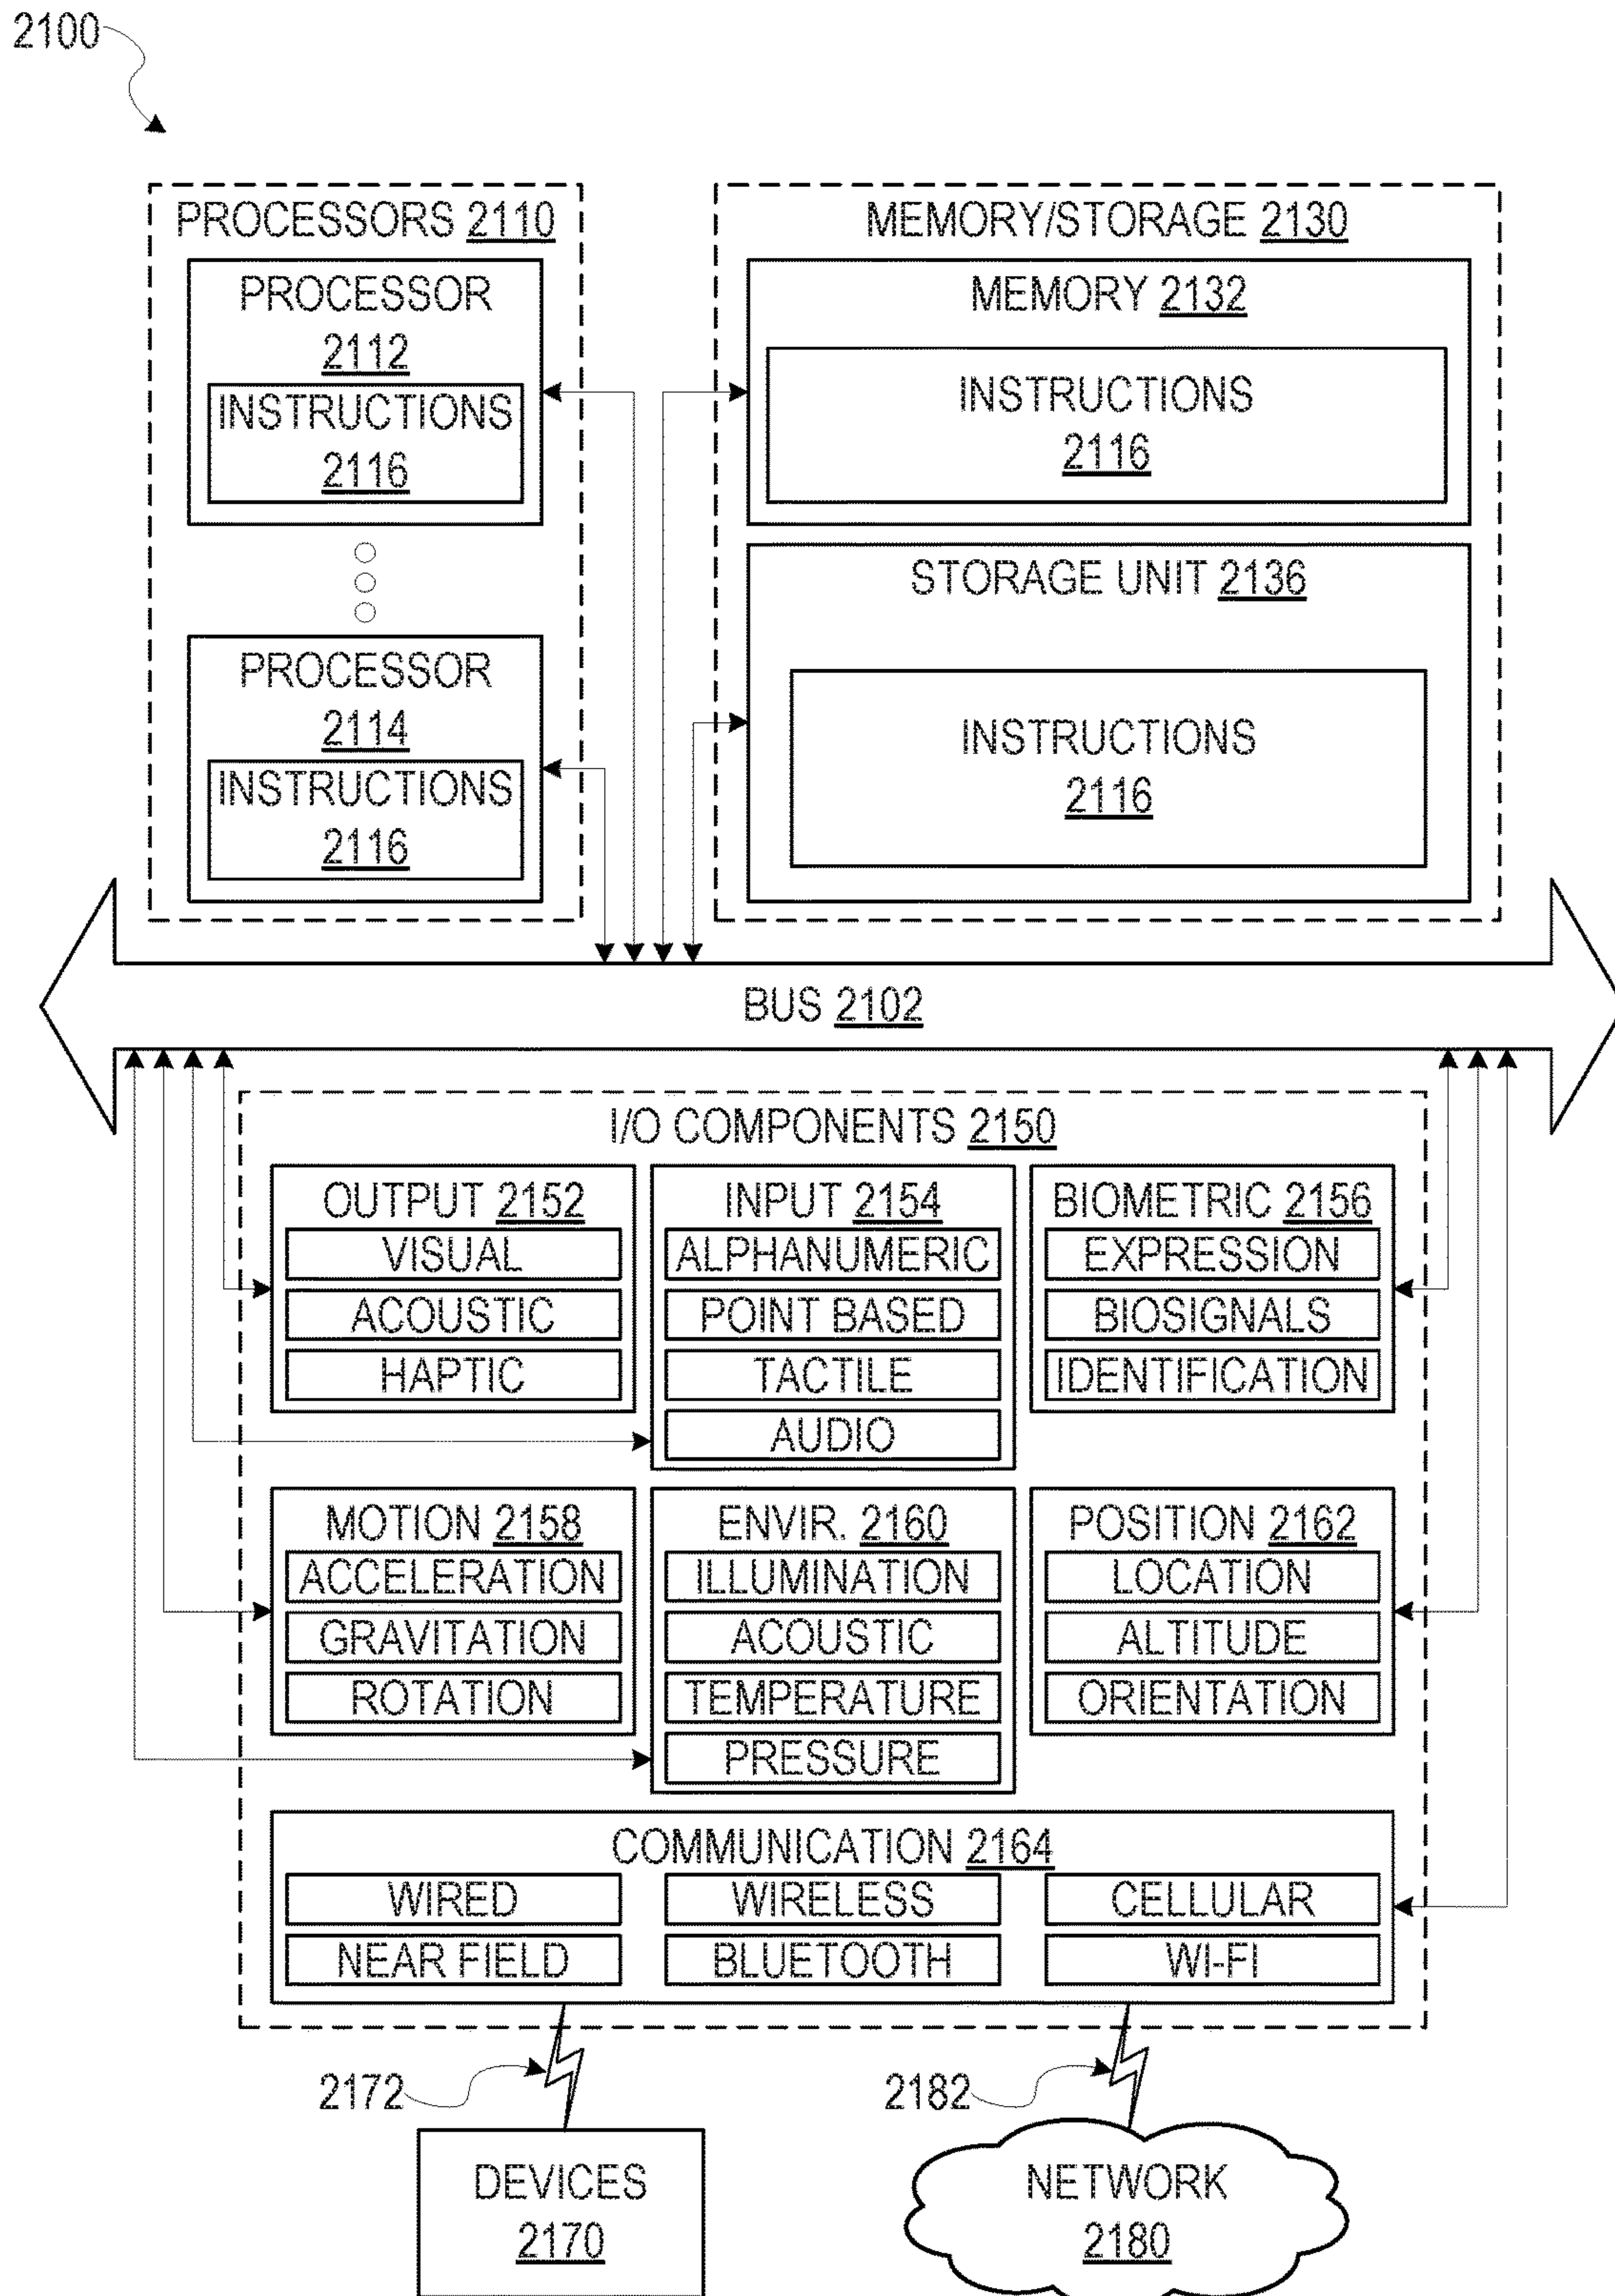 2100
PROCESSORS 2110
PROCESSOR
2112
INSTRUCTIONS
2116
PROCESSOR
2114
INSTRUCTIONS
2116
MEMORY/STORAGE 2130
MEMORY 2132
INSTRUCTIONS
2116
STORAGE UNIT 2136
INSTRUCTIONS
2116
BUS 2102
I/O COMPONENTS 2150
OUTPUT 2152
VISUAL
ACOUSTIC
HAPTIC
INPUT 2154
ALPHANUMERIC
POINT BASED
TACTILE
AUDIO
BIOMETRIC 2156
EXPRESSION
BIOSIGNALS
IDENTIFICATION
MOTION 2158
ACCELERATION
GRAVITATION
ROTATION
ENVIR. 2160
ILLUMINATION
ACOUSTIC
TEMPERATURE
PRESSURE
POSITION 2162
LOCATION
ALTITUDE
ORIENTATION
COMMUNICATION 2164
WIRED
WIRELESS
CELLULAR
NEAR FIELD
BLUETOOTH
WI-FI
2172
2182
DEVICES
2170
NETWORK
2180